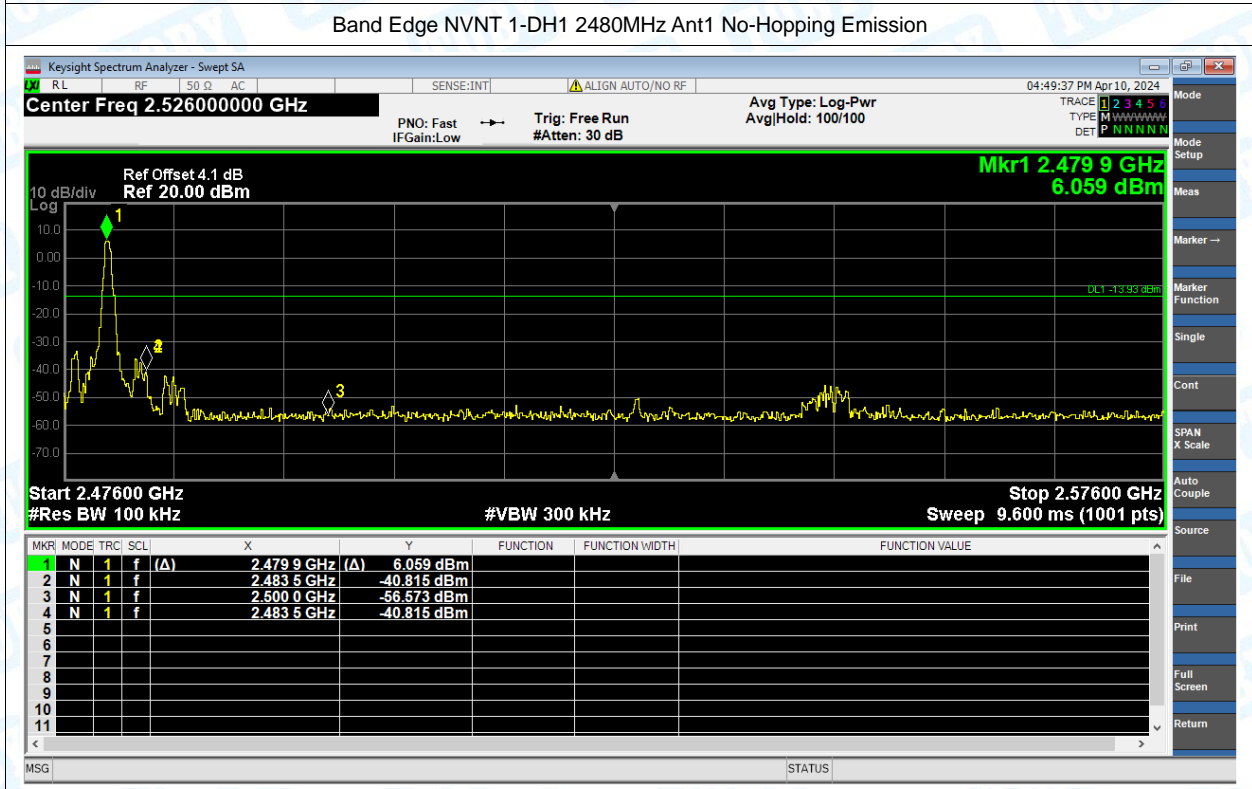 Band Edge NVNT 1-DH1 2480MHz Ant1 No-Hopping Emission
Keysight Spectrum Analyzer - Swept SA
LXI RL RF 50 Ω AC SENSE:INT ALIGN AUTO/NO RF 04:49:37 PM Apr 10, 2024
Center Freq 2.526000000 GHz
PNO: Fast
IFGain:Low
Trig: Free Run
#Atten: 30 dB
Avg Type: Log-Pwr
Avg|Hold: 100/100
TRACE 1 2 3 4 5 6
TYPE M WWWWW
DET P N N N N N
Mkr1 2.479 9 GHz
6.059 dBm
Ref Offset 4.1 dB
10 dB/div Ref 20.00 dBm
Log
10.0
0.00
-10.0
-20.0
-30.0
-40.0
-50.0
-60.0
-70.0
1
2
3
DL1 -13.93 dBm
Start 2.47600 GHz Stop 2.57600 GHz
#Res BW 100 kHz #VBW 300 kHz Sweep 9.600 ms (1001 pts)
MKR MODE TRC SCL X Y FUNCTION FUNCTION WIDTH FUNCTION VALUE
1 N 1 f (Δ) 2.479 9 GHz (Δ) 6.059 dBm
2 N 1 f 2.483 5 GHz -40.815 dBm
3 N 1 f 2.500 0 GHz -56.573 dBm
4 N 1 f 2.483 5 GHz -40.815 dBm
5
6
7
8
9
10
11
MSG STATUS
Mode
Mode Setup
Meas
Marker →
Marker Function
Single
Cont
SPAN X Scale
Auto Couple
Source
File
Print
Full Screen
Return